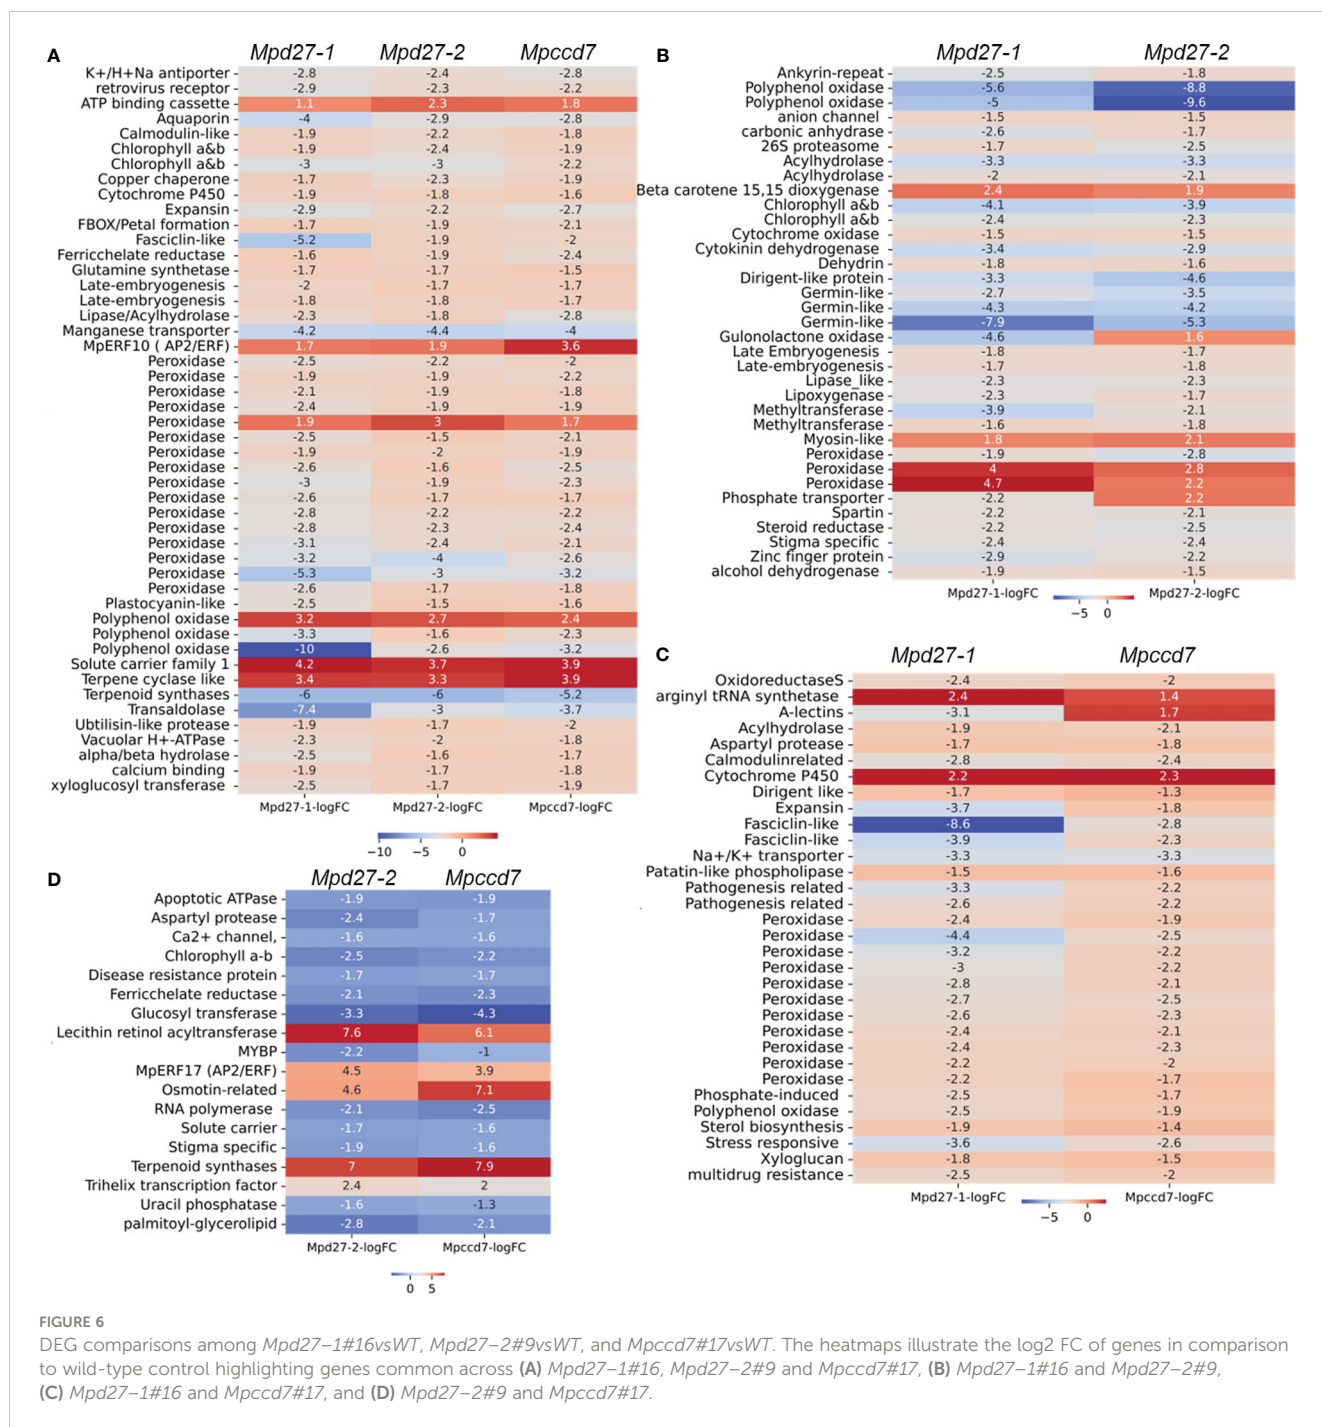 A
Mpd27-1 Mpd27-2 Mpccd7
K+/H+Na antiporter -2.8 -2.4 -2.8
retrovirus receptor -2.9 -2.3 -2.2
ATP binding cassette 1.1 2.3 1.8
Aquaporin -4 -2.9 -2.8
Calmodulin-like -1.9 -2.2 -1.8
Chlorophyll a&b -1.9 -2.4 -1.9
Chlorophyll a&b -3 -3 -2.2
Copper chaperone -1.7 -2.3 -1.9
Cytochrome P450 -1.9 -1.8 -1.6
Expansin -2.9 -2.2 -2.7
FBOX/Petal formation -1.7 -1.9 -2.1
Fasciclin-like -5.2 -1.9 -2
Ferricchelate reductase -1.6 -1.9 -2.4
Glutamine synthetase -1.7 -1.7 -1.5
Late-embryogenesis -2 -1.7 -1.7
Late-embryogenesis -1.8 -1.8 -1.7
Lipase/Acylhydrolase -2.3 -1.8 -2.8
Manganese transporter -4.2 -4.4 -4
MpERF10 ( AP2/ERF) 1.7 1.9 3.6
Peroxidase -2.5 -2.2 -2
Peroxidase -1.9 -1.9 -2.2
Peroxidase -2.1 -1.9 -1.8
Peroxidase -2.4 -1.9 -1.9
Peroxidase 1.9 3 1.7
Peroxidase -2.5 -1.5 -2.1
Peroxidase -1.9 -2 -1.9
Peroxidase -2.6 -1.6 -2.5
Peroxidase -3 -1.9 -2.3
Peroxidase -2.6 -1.7 -1.7
Peroxidase -2.8 -2.2 -2.2
Peroxidase -2.8 -2.3 -2.4
Peroxidase -3.1 -2.4 -2.1
Peroxidase -3.2 -4 -2.6
Peroxidase -5.3 -3 -3.2
Peroxidase -2.6 -1.7 -1.8
Plastocyanin-like -2.5 -1.5 -1.6
Polyphenol oxidase 3.2 2.7 2.4
Polyphenol oxidase -3.3 -1.6 -2.3
Polyphenol oxidase -10 -2.6 -3.2
Solute carrier family 1 4.2 3.7 3.9
Terpene cyclase like 3.4 3.3 3.9
Terpenoid synthases -6 -6 -5.2
Transaldolase -7.4 -3 -3.7
Ubtilisin-like protease -1.9 -1.7 -2
Vacuolar H+-ATPase -2.3 -2 -1.8
alpha/beta hydrolase -2.5 -1.6 -1.7
calcium binding -1.9 -1.7 -1.8
xyloglucosyl transferase -2.5 -1.7 -1.9
Mpd27-1-logFC Mpd27-2-logFC Mpccd7-logFC
−10 −5 0
B
Mpd27-1 Mpd27-2
Ankyrin-repeat -2.5 -1.8
Polyphenol oxidase -5.6 -8.8
Polyphenol oxidase -5 -9.6
anion channel -1.5 -1.5
carbonic anhydrase -2.6 -1.7
26S proteasome -1.7 -2.5
Acylhydrolase -3.3 -3.3
Acylhydrolase -2 -2.1
Beta carotene 15,15 dioxygenase 2.4 1.9
Chlorophyll a&b -4.1 -3.9
Chlorophyll a&b -2.4 -2.3
Cytochrome oxidase -1.5 -1.5
Cytokinin dehydrogenase -3.4 -2.9
Dehydrin -1.8 -1.6
Dirigent-like protein -3.3 -4.6
Germin-like -2.7 -3.5
Germin-like -4.3 -4.2
Germin-like -7.9 -5.3
Gulonolactone oxidase -4.6 1.6
Late Embryogenesis -1.8 -1.7
Late-embryogenesis -1.7 -1.8
Lipase_like -2.3 -2.3
Lipoxygenase -2.3 -1.7
Methyltransferase -3.9 -2.1
Methyltransferase -1.6 -1.8
Myosin-like 1.8 2.1
Peroxidase -1.9 -2.8
Peroxidase 4 2.8
Peroxidase 4.7 2.2
Phosphate transporter -2.2 2.2
Spartin -2.2 -2.1
Steroid reductase -2.2 -2.5
Stigma specific -2.4 -2.4
Zinc finger protein -2.9 -2.2
alcohol dehydrogenase -1.9 -1.5
Mpd27-1-logFC Mpd27-2-logFC
−5 0
C
Mpd27-1 Mpccd7
OxidoreductaseS -2.4 -2
arginyl tRNA synthetase 2.4 1.4
A-lectins -3.1 1.7
Acylhydrolase -1.9 -2.1
Aspartyl protease -1.7 -1.8
Calmodulinrelated -2.8 -2.4
Cytochrome P450 2.2 2.3
Dirigent like -1.7 -1.3
Expansin -3.7 -1.8
Fasciclin-like -8.6 -2.8
Fasciclin-like -3.9 -2.3
Na+/K+ transporter -3.3 -3.3
Patatin-like phospholipase -1.5 -1.6
Pathogenesis related -3.3 -2.2
Pathogenesis related -2.6 -2.2
Peroxidase -2.4 -1.9
Peroxidase -4.4 -2.5
Peroxidase -3.2 -2.2
Peroxidase -3 -2.2
Peroxidase -2.8 -2.1
Peroxidase -2.7 -2.5
Peroxidase -2.6 -2.3
Peroxidase -2.4 -2.1
Peroxidase -2.4 -2.3
Peroxidase -2.2 -2
Peroxidase -2.2 -1.7
Phosphate-induced -2.5 -1.7
Polyphenol oxidase -2.5 -1.9
Sterol biosynthesis -1.9 -1.4
Stress responsive -3.6 -2.6
Xyloglucan -1.8 -1.5
multidrug resistance -2.5 -2
Mpd27-1-logFC Mpccd7-logFC
−5 0
D
Mpd27-2 Mpccd7
Apoptotic ATPase -1.9 -1.9
Aspartyl protease -2.4 -1.7
Ca2+ channel, -1.6 -1.6
Chlorophyll a-b -2.5 -2.2
Disease resistance protein -1.7 -1.7
Ferricchelate reductase -2.1 -2.3
Glucosyl transferase -3.3 -4.3
Lecithin retinol acyltransferase 7.6 6.1
MYBP -2.2 -1
MpERF17 (AP2/ERF) 4.5 3.9
Osmotin-related 4.6 7.1
RNA polymerase -2.1 -2.5
Solute carrier -1.7 -1.6
Stigma specific -1.9 -1.6
Terpenoid synthases 7 7.9
Trihelix transcription factor 2.4 2
Uracil phosphatase -1.6 -1.3
palmitoyl-glycerolipid -2.8 -2.1
Mpd27-2-logFC Mpccd7-logFC
0 5
FIGURE 6
DEG comparisons among Mpd27−1#16vsWT, Mpd27−2#9vsWT, and Mpccd7#17vsWT. The heatmaps illustrate the log2 FC of genes in comparison
to wild-type control highlighting genes common across (A) Mpd27−1#16, Mpd27−2#9 and Mpccd7#17, (B) Mpd27−1#16 and Mpd27−2#9,
(C) Mpd27−1#16 and Mpccd7#17, and (D) Mpd27−2#9 and Mpccd7#17.